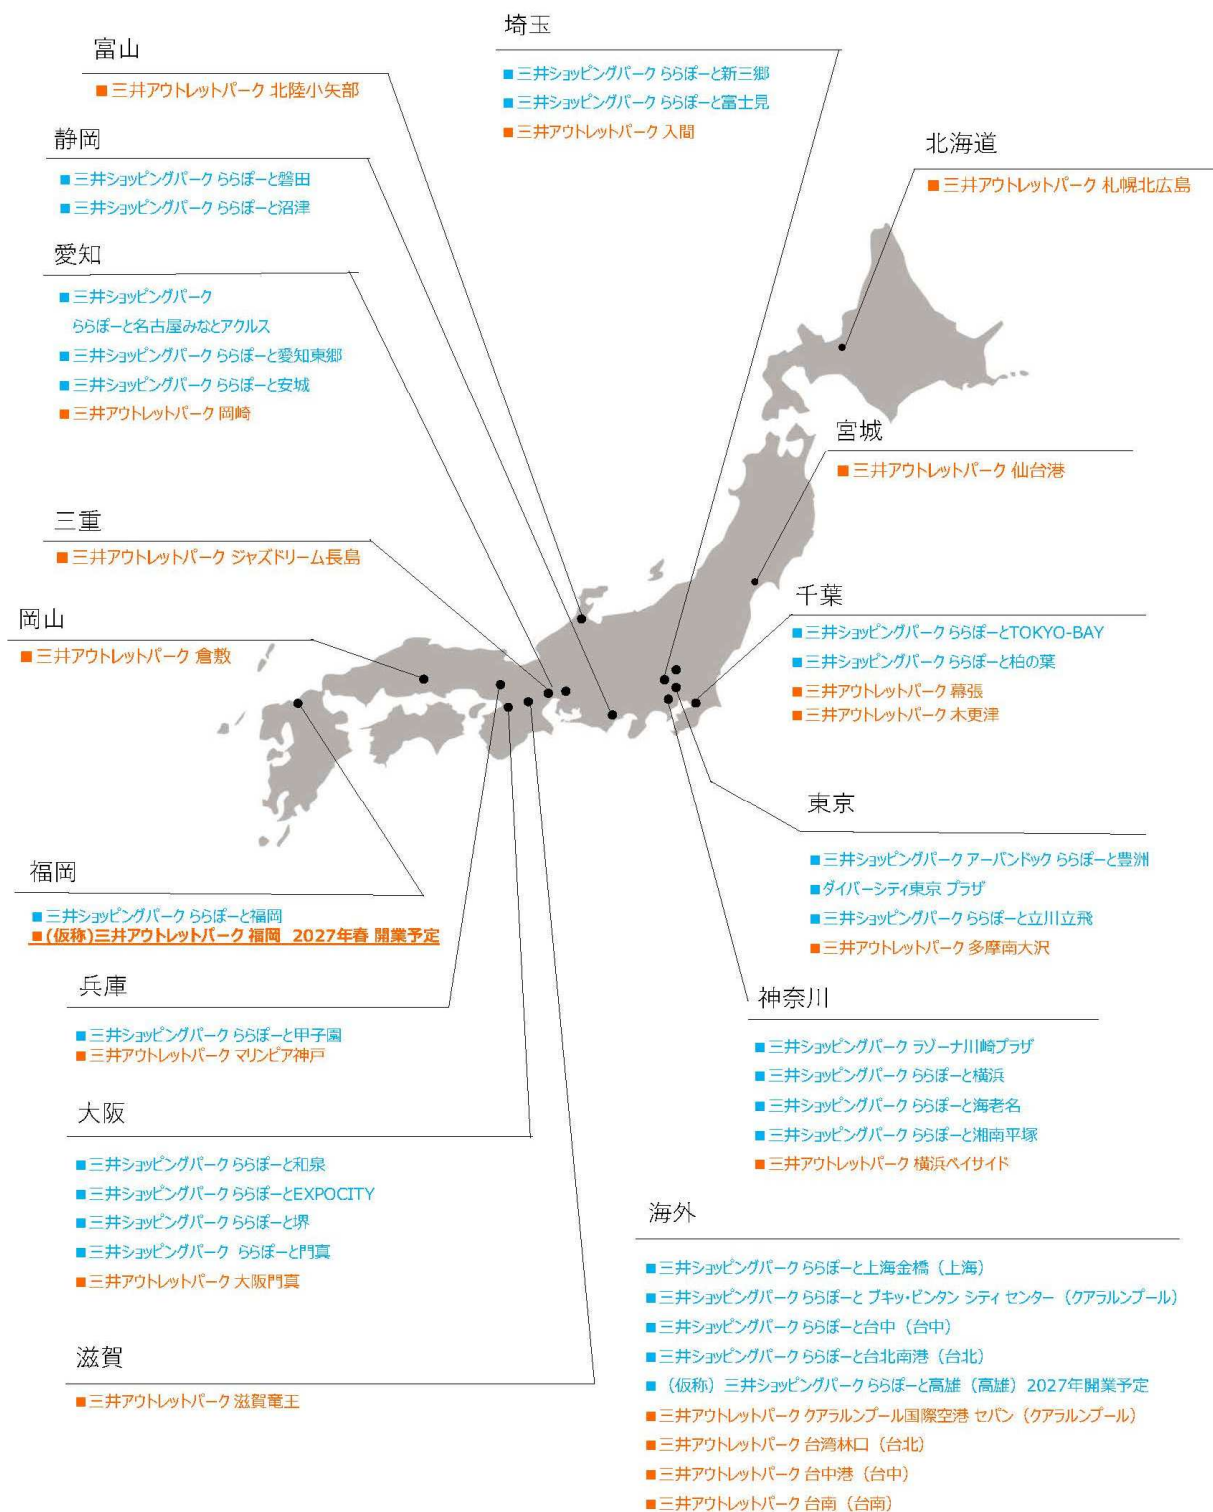 富山
■三井アウトレットパーク 北陸小矢部
静岡
■三井ショッピングパーク ららぽーと磐田
■三井ショッピングパーク ららぽーと沼津
愛知
■三井ショッピングパーク
ららぽーと名古屋みなとアクルス
■三井ショッピングパーク ららぽーと愛知東郷
■三井ショッピングパーク ららぽーと安城
■三井アウトレットパーク 岡崎
三重
■三井アウトレットパーク ジャズドリーム長島
岡山
■三井アウトレットパーク 倉敷
福岡
■三井ショッピングパーク ららぽーと福岡
■(仮称)三井アウトレットパーク 福岡 2027年春 開業予定
兵庫
■三井ショッピングパーク ららぽーと甲子園
■三井アウトレットパーク マリンピア神戸
大阪
■三井ショッピングパーク ららぽーと和泉
■三井ショッピングパーク ららぽーとEXPOCITY
■三井ショッピングパーク ららぽーと堺
■三井ショッピングパーク ららぽーと門真
■三井アウトレットパーク 大阪門真
滋賀
■三井アウトレットパーク 滋賀竜王
埼玉
■三井ショッピングパーク ららぽーと新三郷
■三井ショッピングパーク ららぽーと富士見
■三井アウトレットパーク 入間
北海道
■三井アウトレットパーク 札幌北広島
宮城
■三井アウトレットパーク 仙台港
千葉
■三井ショッピングパーク ららぽーとTOKYO-BAY
■三井ショッピングパーク ららぽーと柏の葉
■三井アウトレットパーク 幕張
■三井アウトレットパーク 木更津
東京
■三井ショッピングパーク アーバンドック ららぽーと豊洲
■ダイバーシティ東京 プラザ
■三井ショッピングパーク ららぽーと立川立飛
■三井アウトレットパーク 多摩南大沢
神奈川
■三井ショッピングパーク ラゾーナ川崎プラザ
■三井ショッピングパーク ららぽーと横浜
■三井ショッピングパーク ららぽーと海老名
■三井ショッピングパーク ららぽーと湘南平塚
■三井アウトレットパーク 横浜ベイサイド
海外
■三井ショッピングパーク ららぽーと上海金橋（上海）
■三井ショッピングパーク ららぽーと ブキッ・ビンタン シティ センター（クアラルンプール）
■三井ショッピングパーク ららぽーと台中（台中）
■三井ショッピングパーク ららぽーと台北南港（台北）
■（仮称）三井ショッピングパーク ららぽーと高雄（高雄）2027年開業予定
■三井アウトレットパーク クアラルンプール国際空港 セパン（クアラルンプール）
■三井アウトレットパーク 台湾林口（台北）
■三井アウトレットパーク 台中港（台中）
■三井アウトレットパーク 台南（台南）